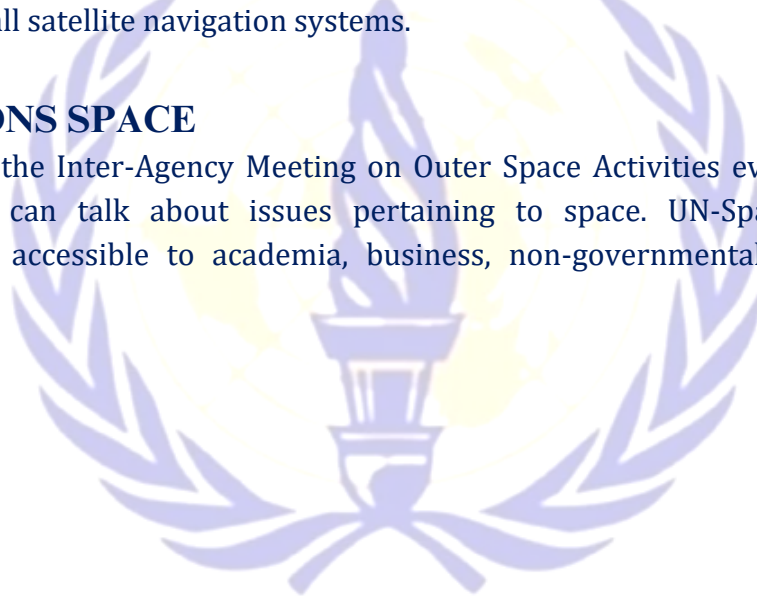 all satellite navigation systems.
ONS SPACE
the Inter-Agency Meeting on Outer Space Activities ev
can talk about issues pertaining to space. UN-Spa
accessible to academia, business, non-governmental